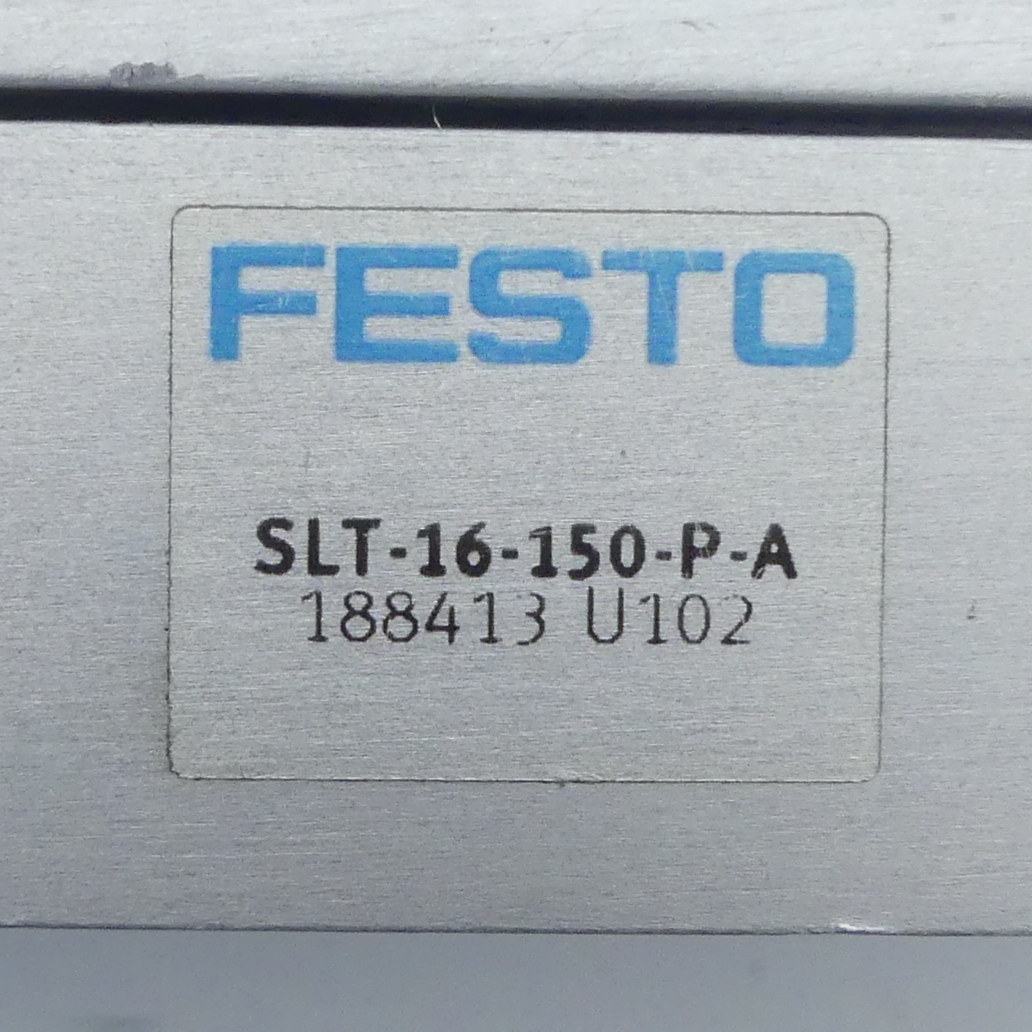 FESTO
SLT-16-150-P-A
188413 U102